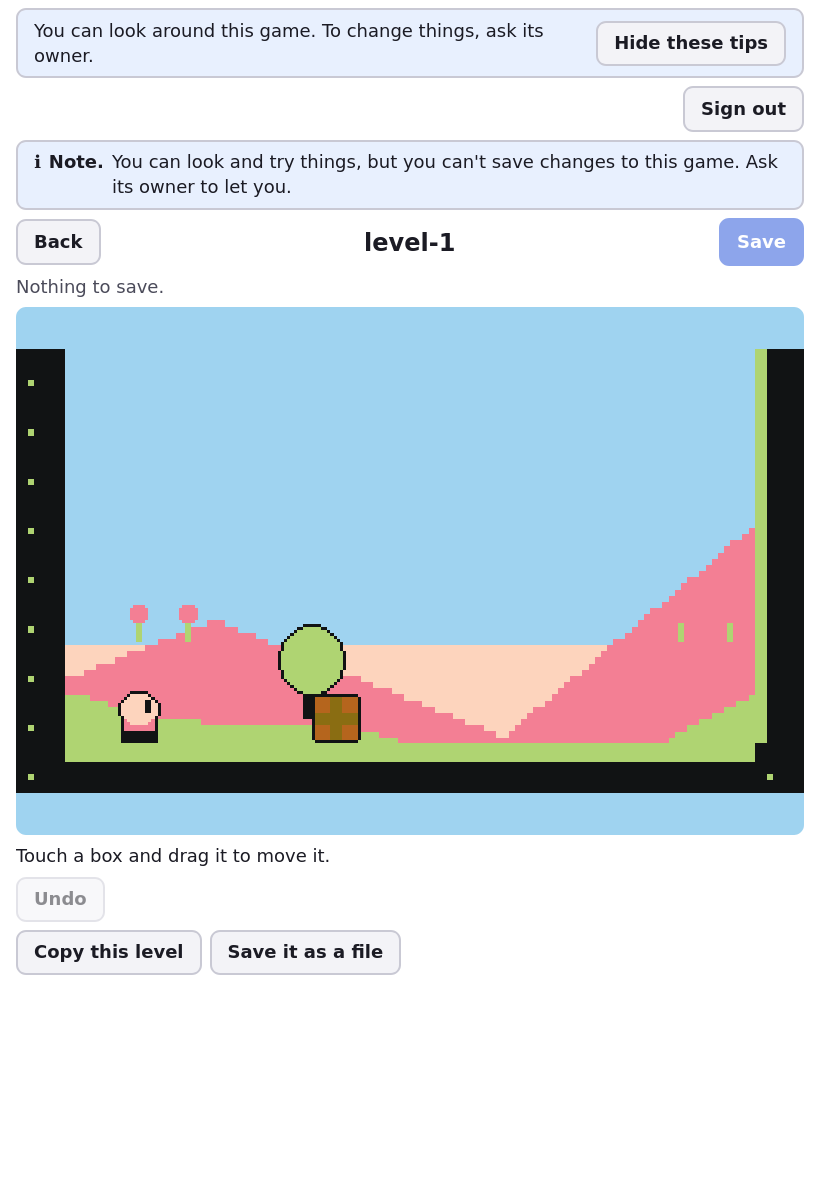 You can look around this game. To change things, ask its
owner.
Hide these tips
Sign out
ℹ Note. You can look and try things, but you can't save changes to this game. Ask
its owner to let you.
Back
level-1
Save
Nothing to save.
Touch a box and drag it to move it.
Undo
Copy this level
Save it as a file